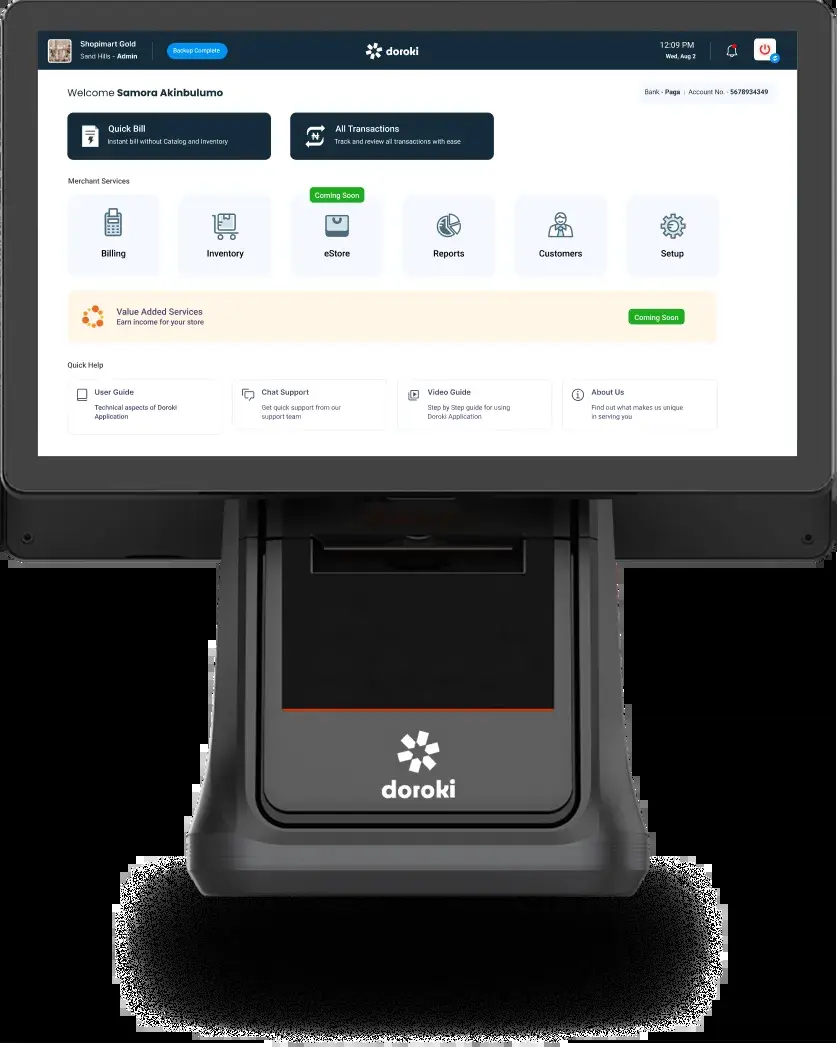 Shopimart Gold
Sand Hills - Admin
Backup Complete
doroki
12:09 PM
Wed, Aug 2
Welcome Samora Akinbulumo
Bank - Paga | Account No. - 5678934349
Quick Bill
Instant bill without Catalog and Inventory
All Transactions
Track and review all transactions with ease
Merchant Services
Coming Soon
Billing
Inventory
eStore
Reports
Customers
Setup
Value Added Services
Earn income for your store
Coming Soon
Quick Help
User Guide
Technical aspects of Doroki
Application
Chat Support
Get quick support from our
support team
Video Guide
Step by Step guide for using
Doroki Application
About Us
Find out what makes us unique
in serving you
doroki